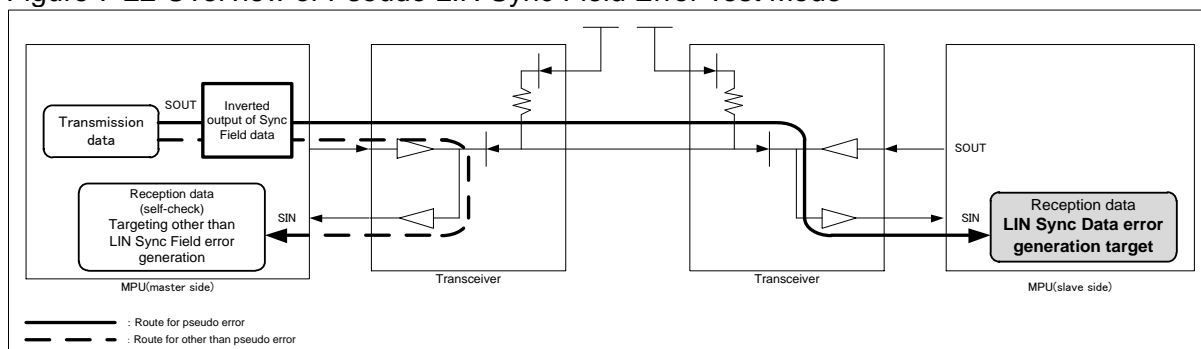 Figure 7-22 Overview of Pseudo LIN Sync Field Error Test Mode
SOUT
Transmission
data
Inverted
output of Sync
Field data
Reception data
(self-check)
Targeting other than
LIN Sync Field error
generation
SIN
MPU(master side)
Transceiver
Transceiver
SOUT
SIN
Reception data
LIN Sync Data error
generation target
MPU(slave side)
: Route for pseudo error
: Route for other than pseudo error